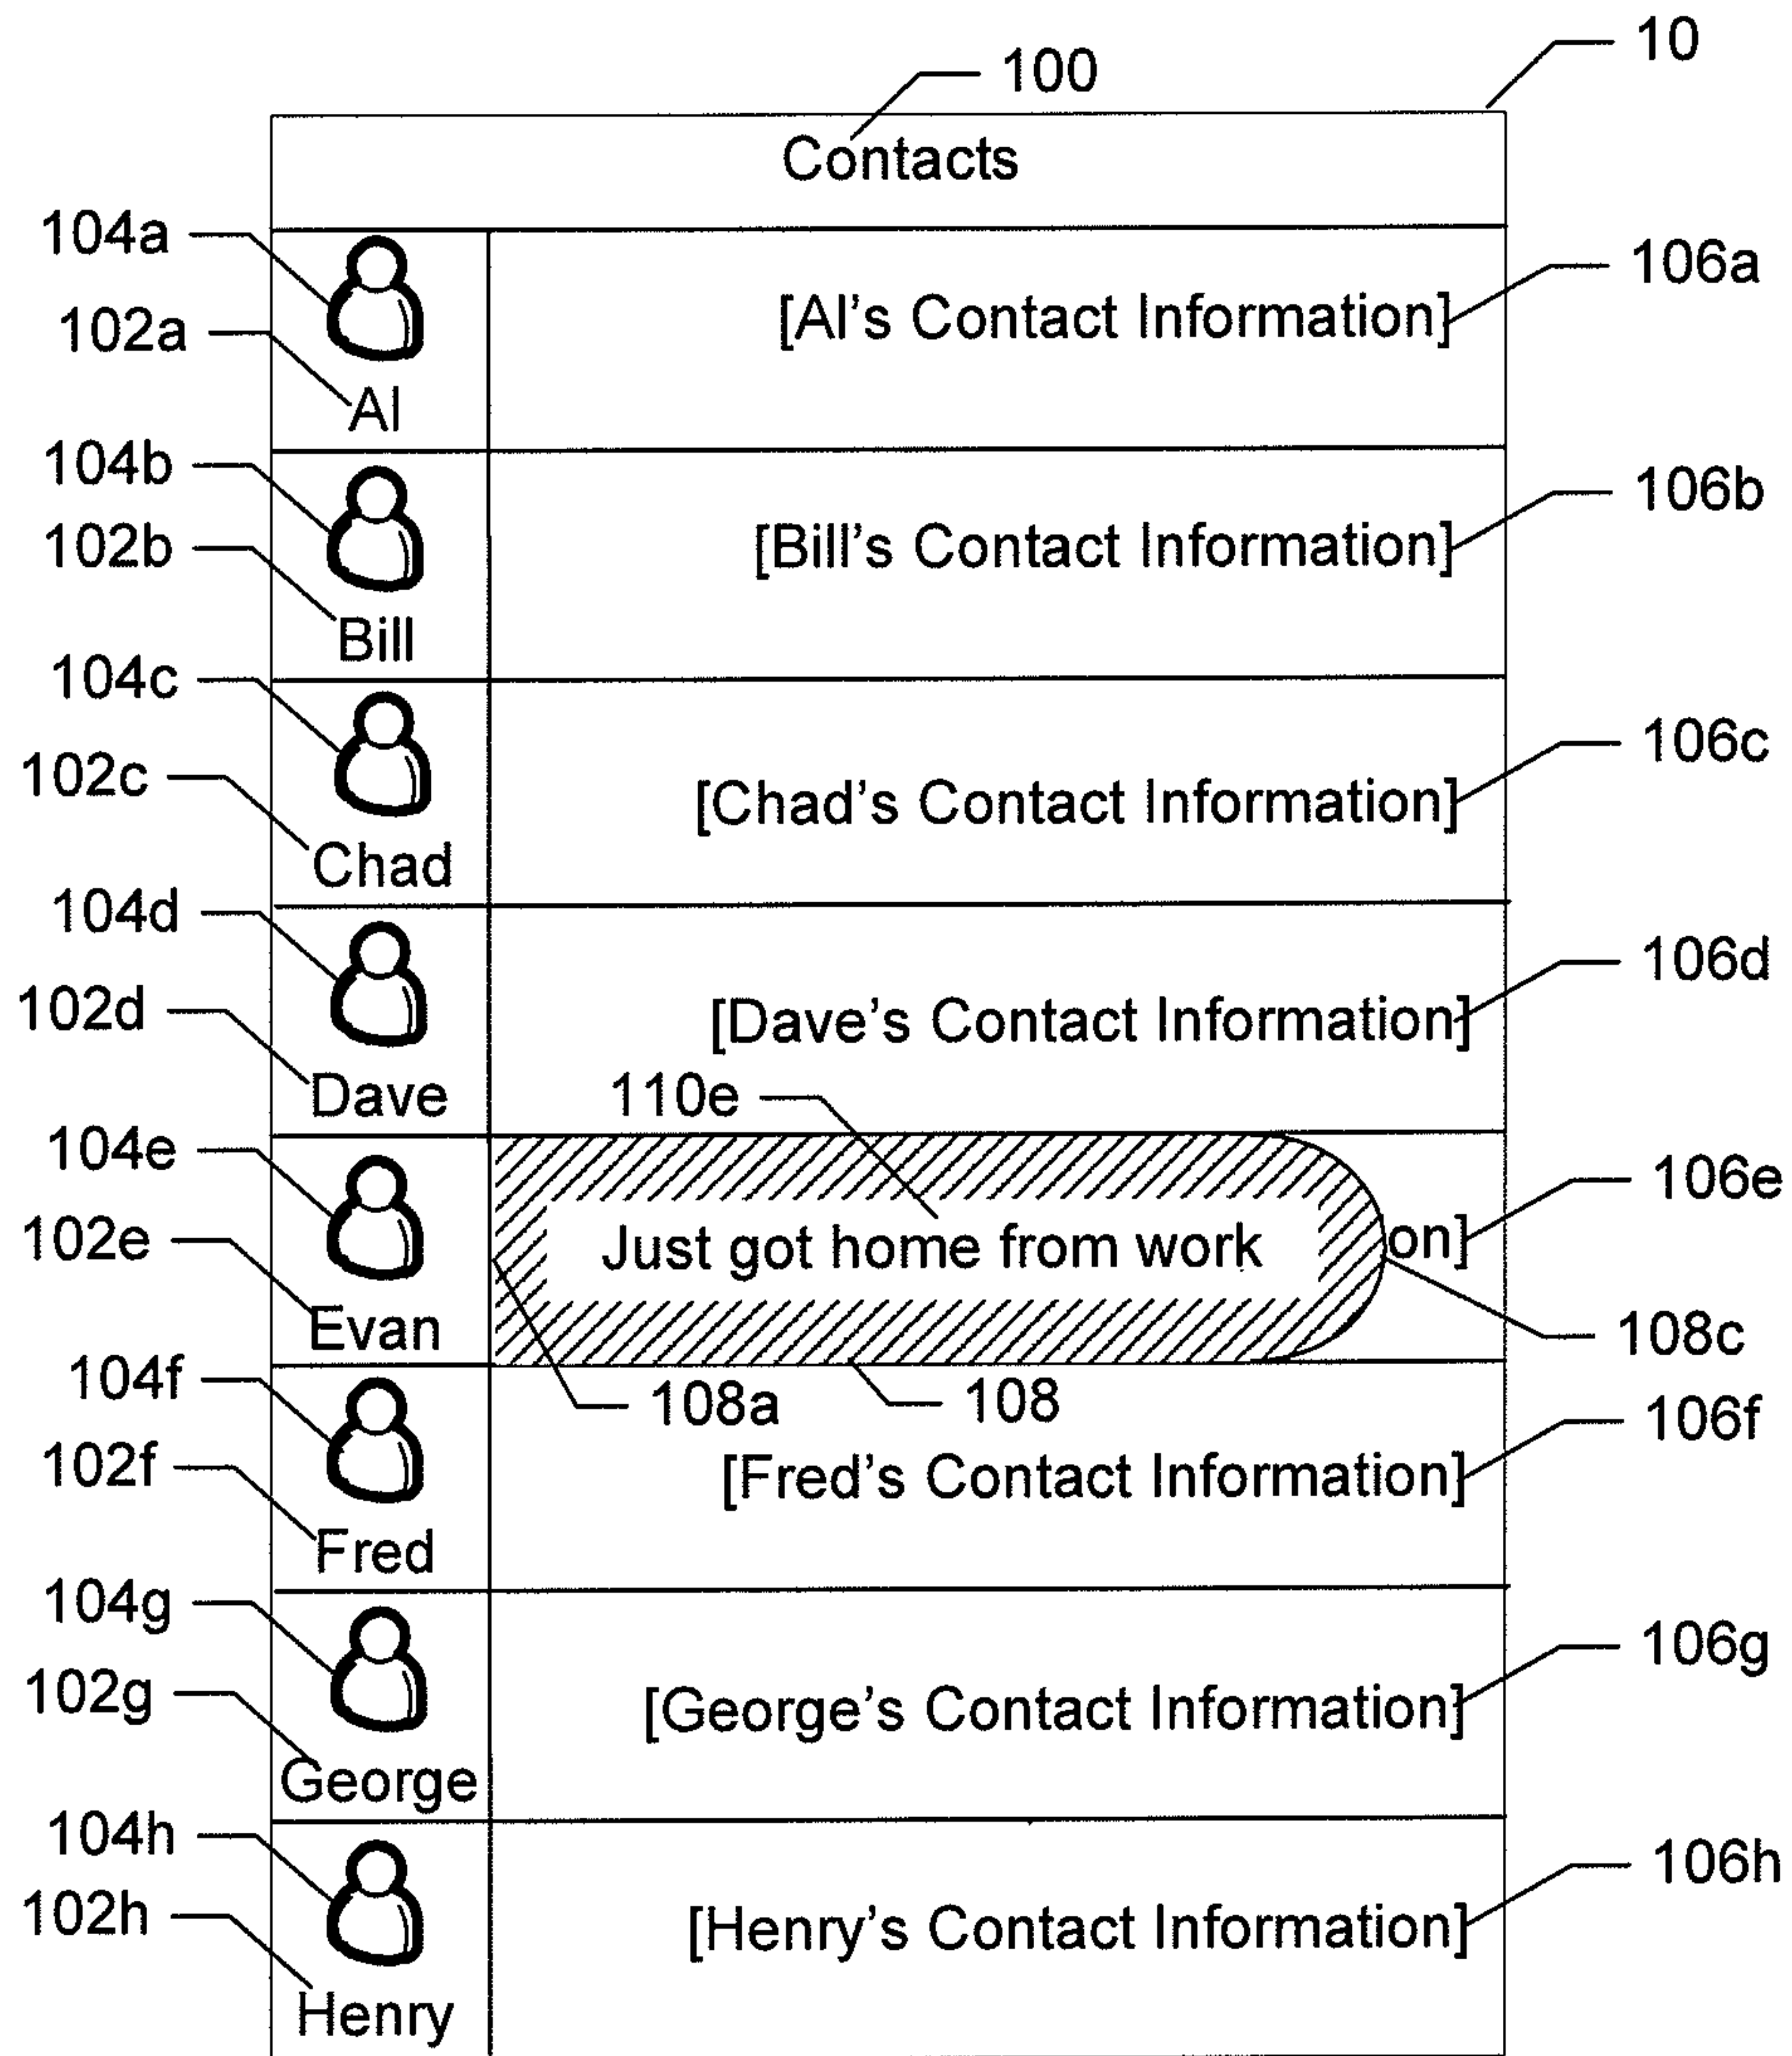 10
100
Contacts
104a
[Al's Contact Information]
106a
102a
Al
104b
[Bill's Contact Information]
106b
102b
Bill
104c
[Chad's Contact Information]
106c
102c
Chad
104d
[Dave's Contact Information]
106d
102d
Dave
110e
104e
106e
102e
Just got home from work
on]
Evan
108c
104f
108a
108
106f
102f
[Fred's Contact Information]
Fred
104g
[George's Contact Information]
106g
102g
George
104h
[Henry's Contact Information]
106h
102h
Henry